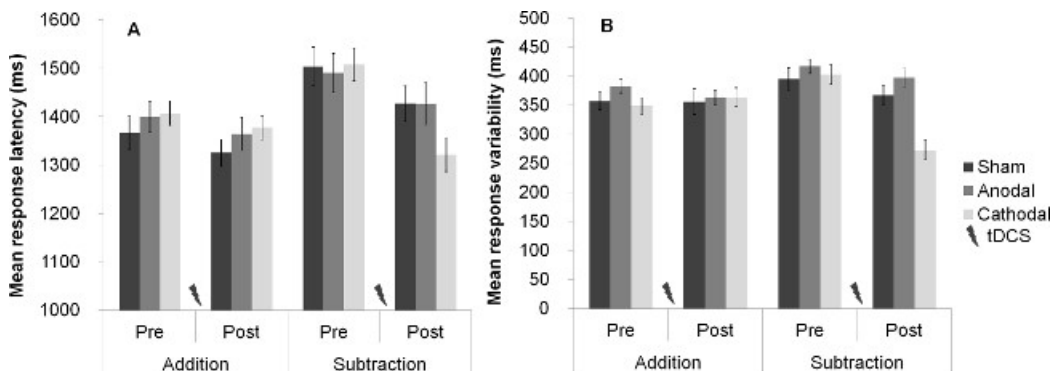 A
Mean response latency (ms)
1600
1500
1400
1300
1200
1100
1000
Pre
Post
Pre
Post
Addition
Subtraction
B
Mean response variability (ms)
500
450
400
350
300
250
200
150
100
50
0
Pre
Post
Pre
Post
Addition
Subtraction
Sham
Anodal
Cathodal
tDCS